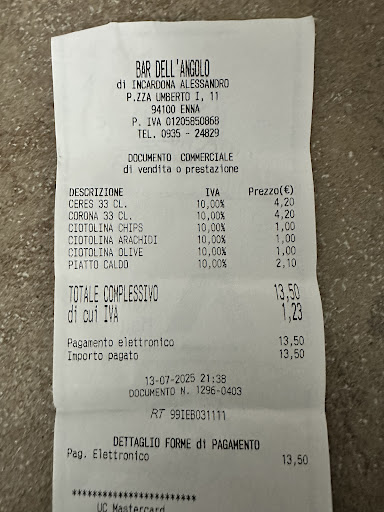 BAR DELL'ANGOLO
di INCARDONA ALESSANDRO
P.ZZA UMBERTO I, 11
94100 ENNA
P. IVA 01205850868
TEL. 0935 - 24829
DOCUMENTO COMMERCIALE
di vendita o prestazione
DESCRIZIONE IVA Prezzo(€)
CERES 33 CL. 10,00% 4,20
CORONA 33 CL. 10,00% 4,20
CIOTOLINA CHIPS 10,00% 1,00
CIOTOLINA ARACHIDI 10,00% 1,00
CIOTOLINA OLIVE 10,00% 1,00
PIATTO CALDO 10,00% 2,10
TOTALE COMPLESSIVO 13,50
di cui IVA 1,23
Pagamento elettronico 13,50
Importo pagato 13,50
13-07-2025 21:38
DOCUMENTO N. 1296-0403
RT 99IEB031111
DETTAGLIO FORME di PAGAMENTO
Pag. Elettronico 13,50
************************
UC Mastercard